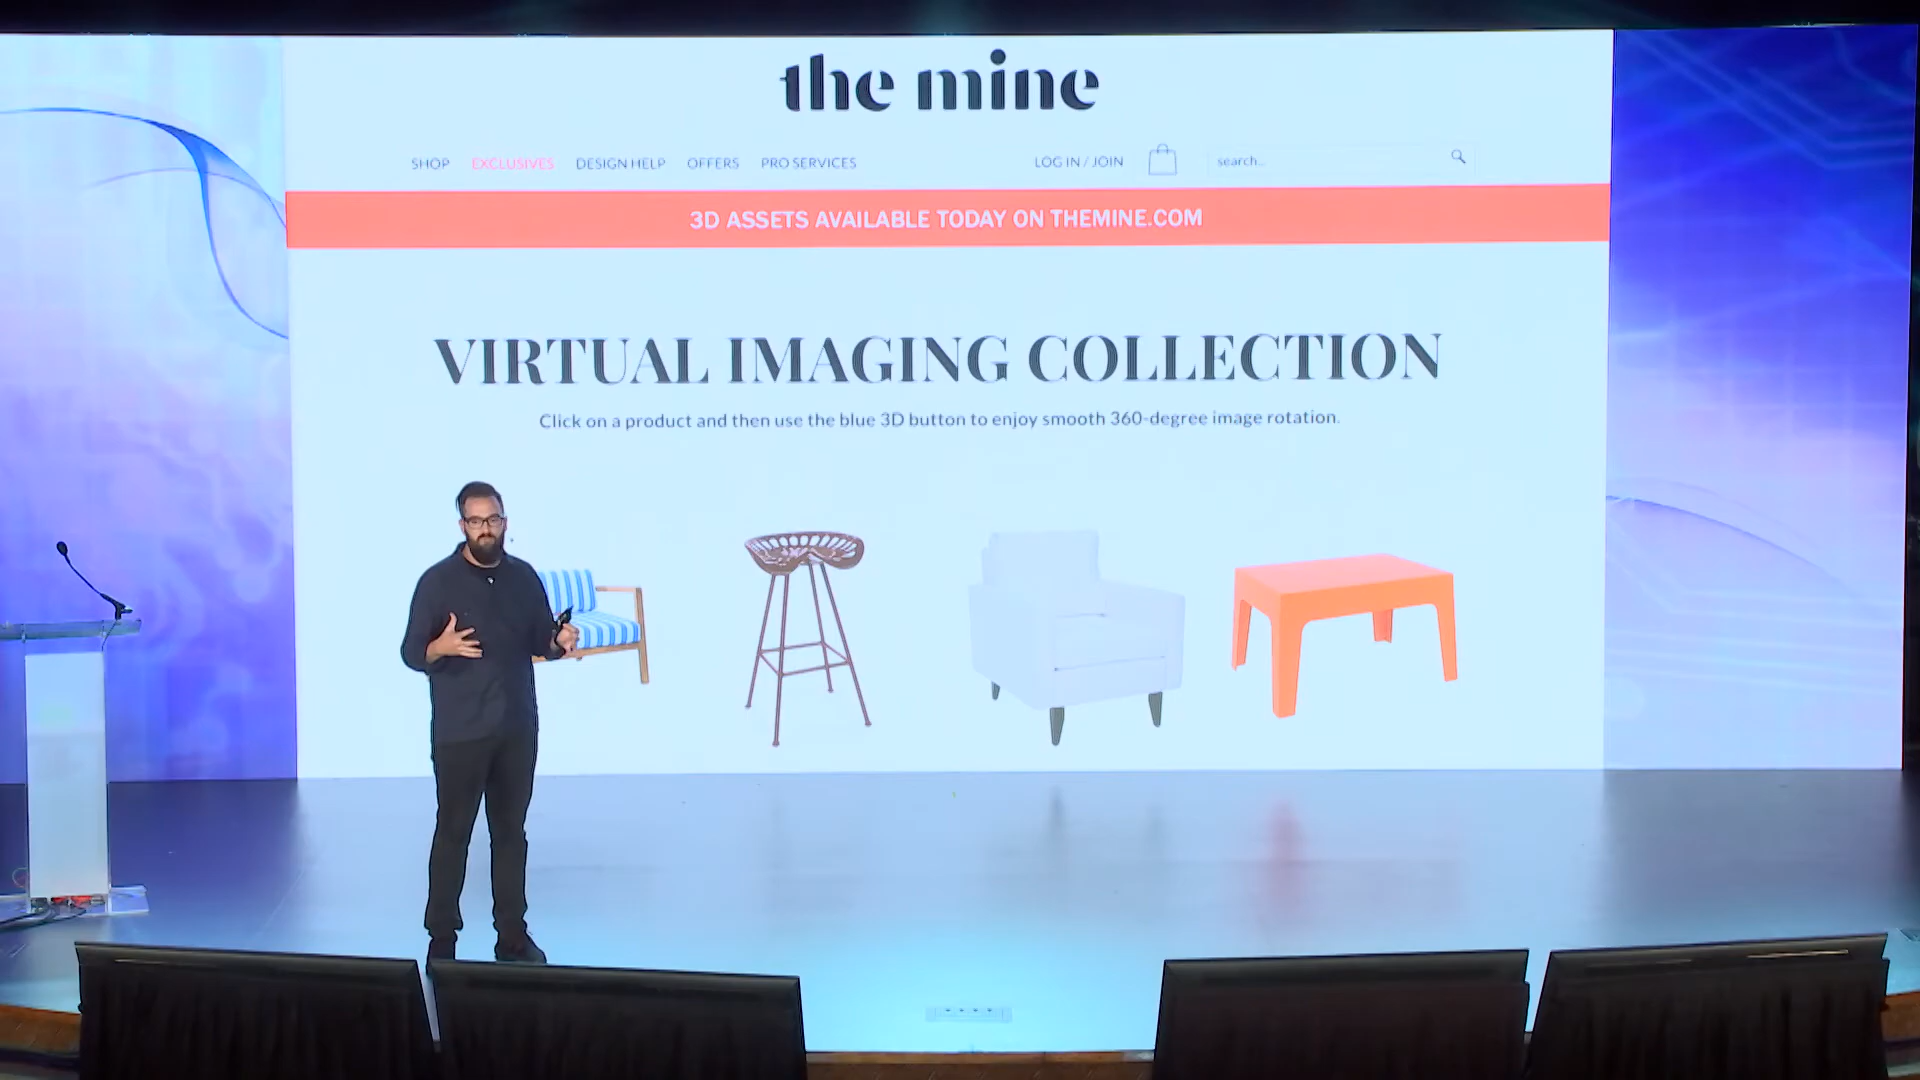 the mine
SHOP EXCLUSIVES DESIGN HELP OFFERS PRO SERVICES LOG IN / JOIN search...
3D ASSETS AVAILABLE TODAY ON THEMINE.COM
VIRTUAL IMAGING COLLECTION
Click on a product and then use the blue 3D button to enjoy smooth 360-degree image rotation.